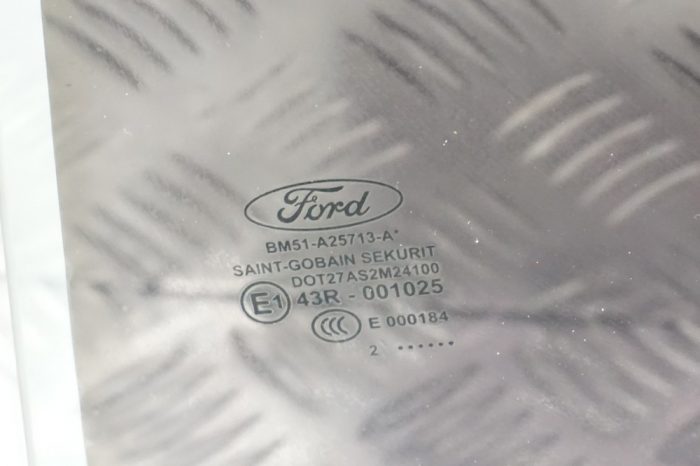 Ford
BM51-A25713-A*
SAINT-GOBAIN SEKURIT
DOT27AS2M24100
E1 43R - 001025
CCC E 000184
2 ••••••